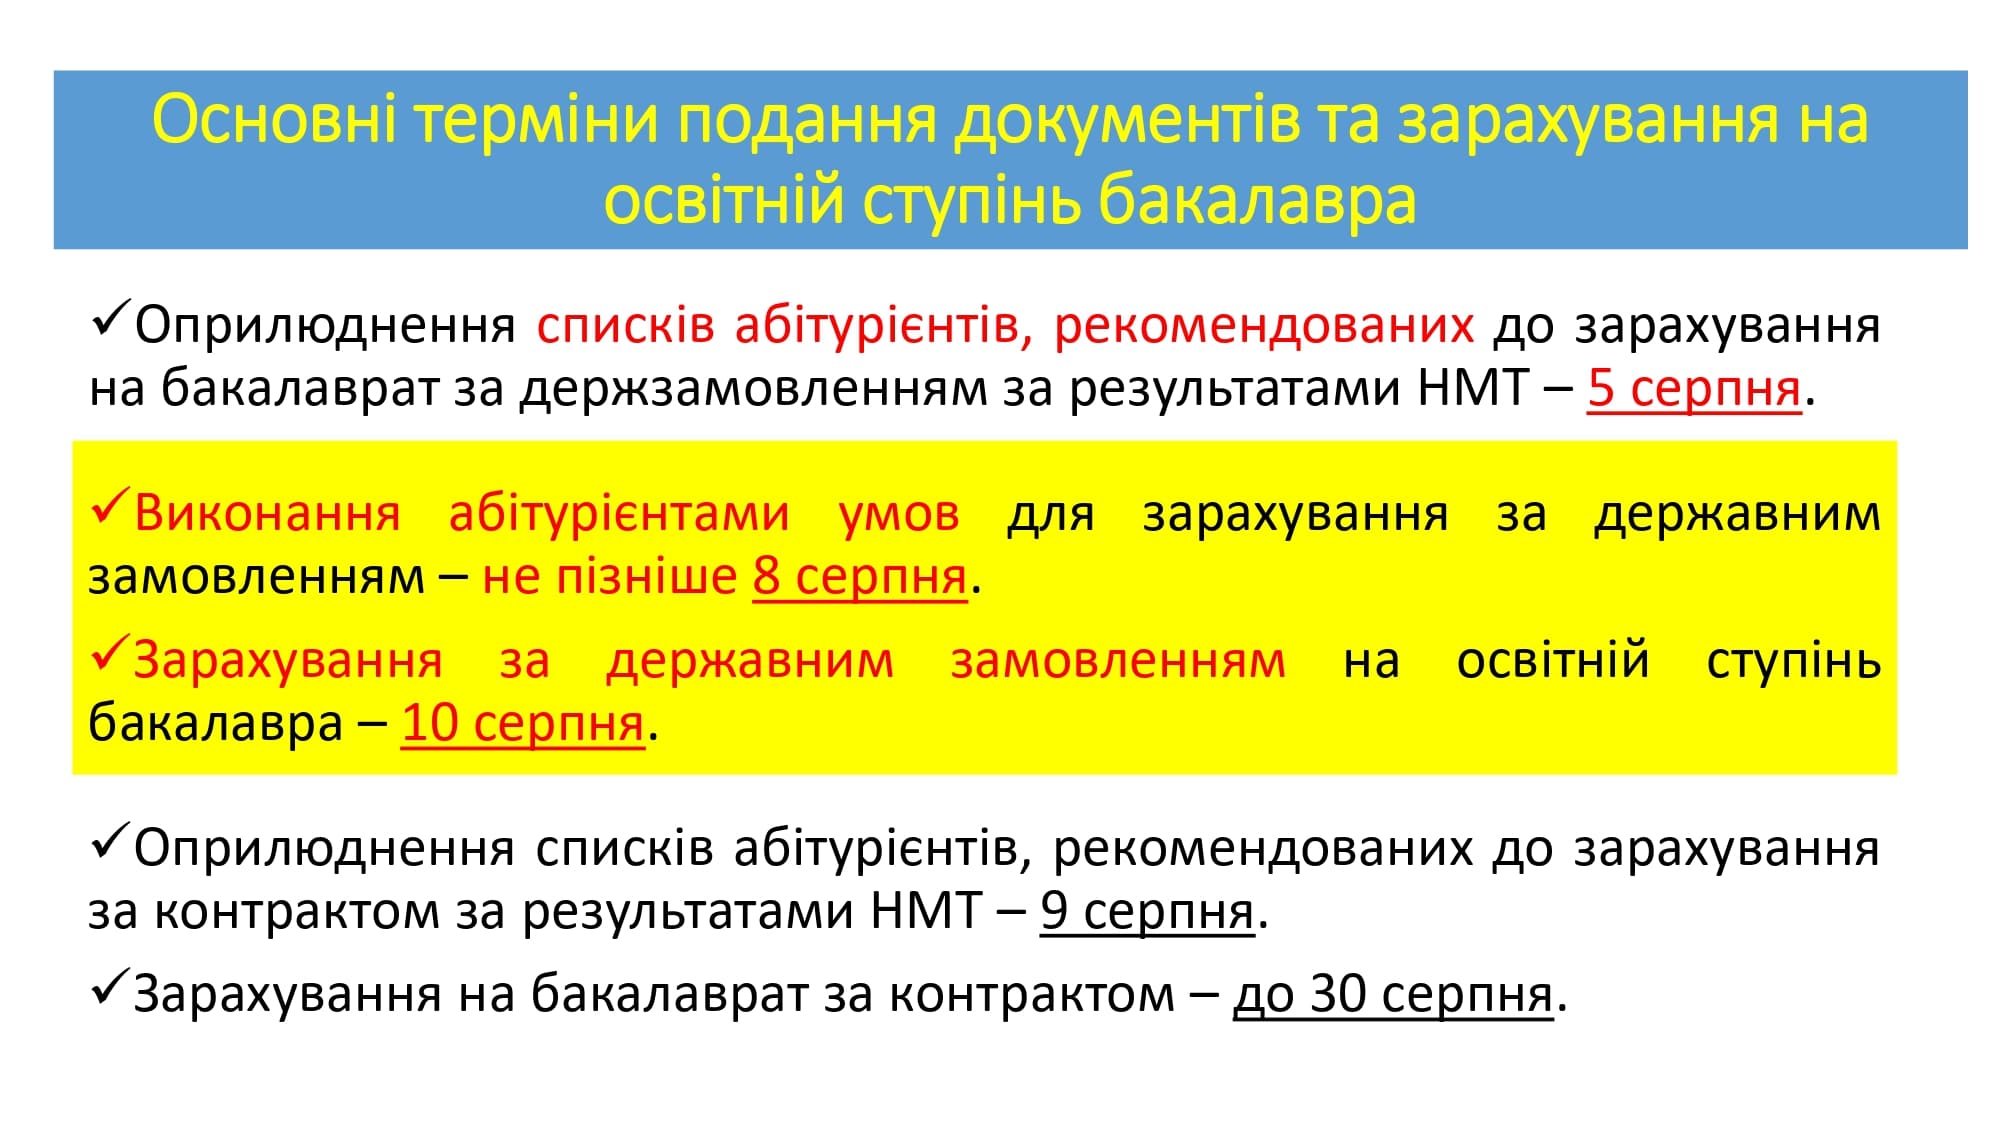 Основні терміни подання документів та зарахування на
освітній ступінь бакалавра
✓Оприлюднення списків абітурієнтів, рекомендованих до зарахування
на бакалаврат за держзамовленням за результатами НМТ – 5 серпня.
✓Виконання абітурієнтами умов для зарахування за державним
замовленням – не пізніше 8 серпня.
✓Зарахування за державним замовленням на освітній ступінь
бакалавра – 10 серпня.
✓Оприлюднення списків абітурієнтів, рекомендованих до зарахування
за контрактом за результатами НМТ – 9 серпня.
✓Зарахування на бакалаврат за контрактом – до 30 серпня.